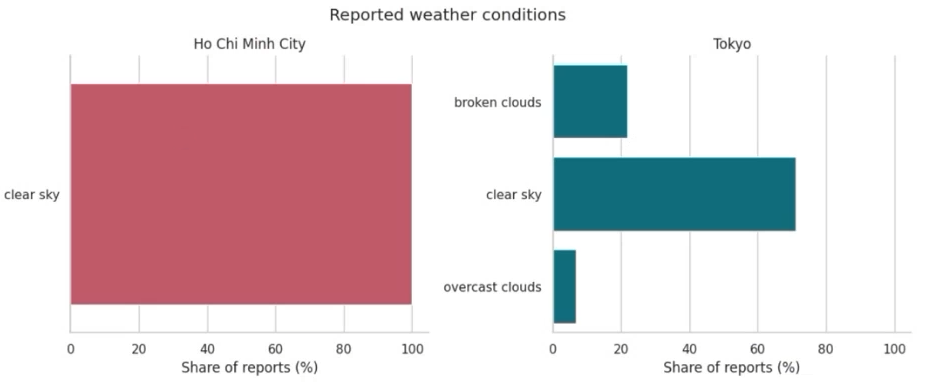 Reported weather conditions
Ho Chi Minh City
clear sky
0 20 40 60 80 100
Share of reports (%)
Tokyo
broken clouds
clear sky
overcast clouds
0 20 40 60 80 100
Share of reports (%)